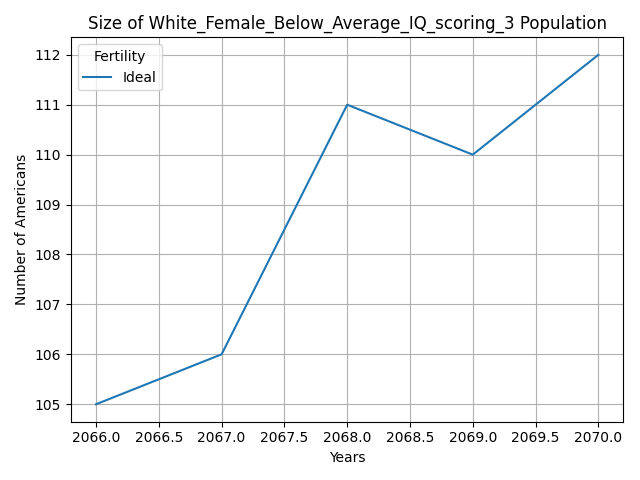 Size of White_Female_Below_Average_IQ_scoring_3 Population
Fertility
Ideal
112
111
110
109
108
107
106
105
Number of Americans
2066.0 2066.5 2067.0 2067.5 2068.0 2068.5 2069.0 2069.5 2070.0
Years